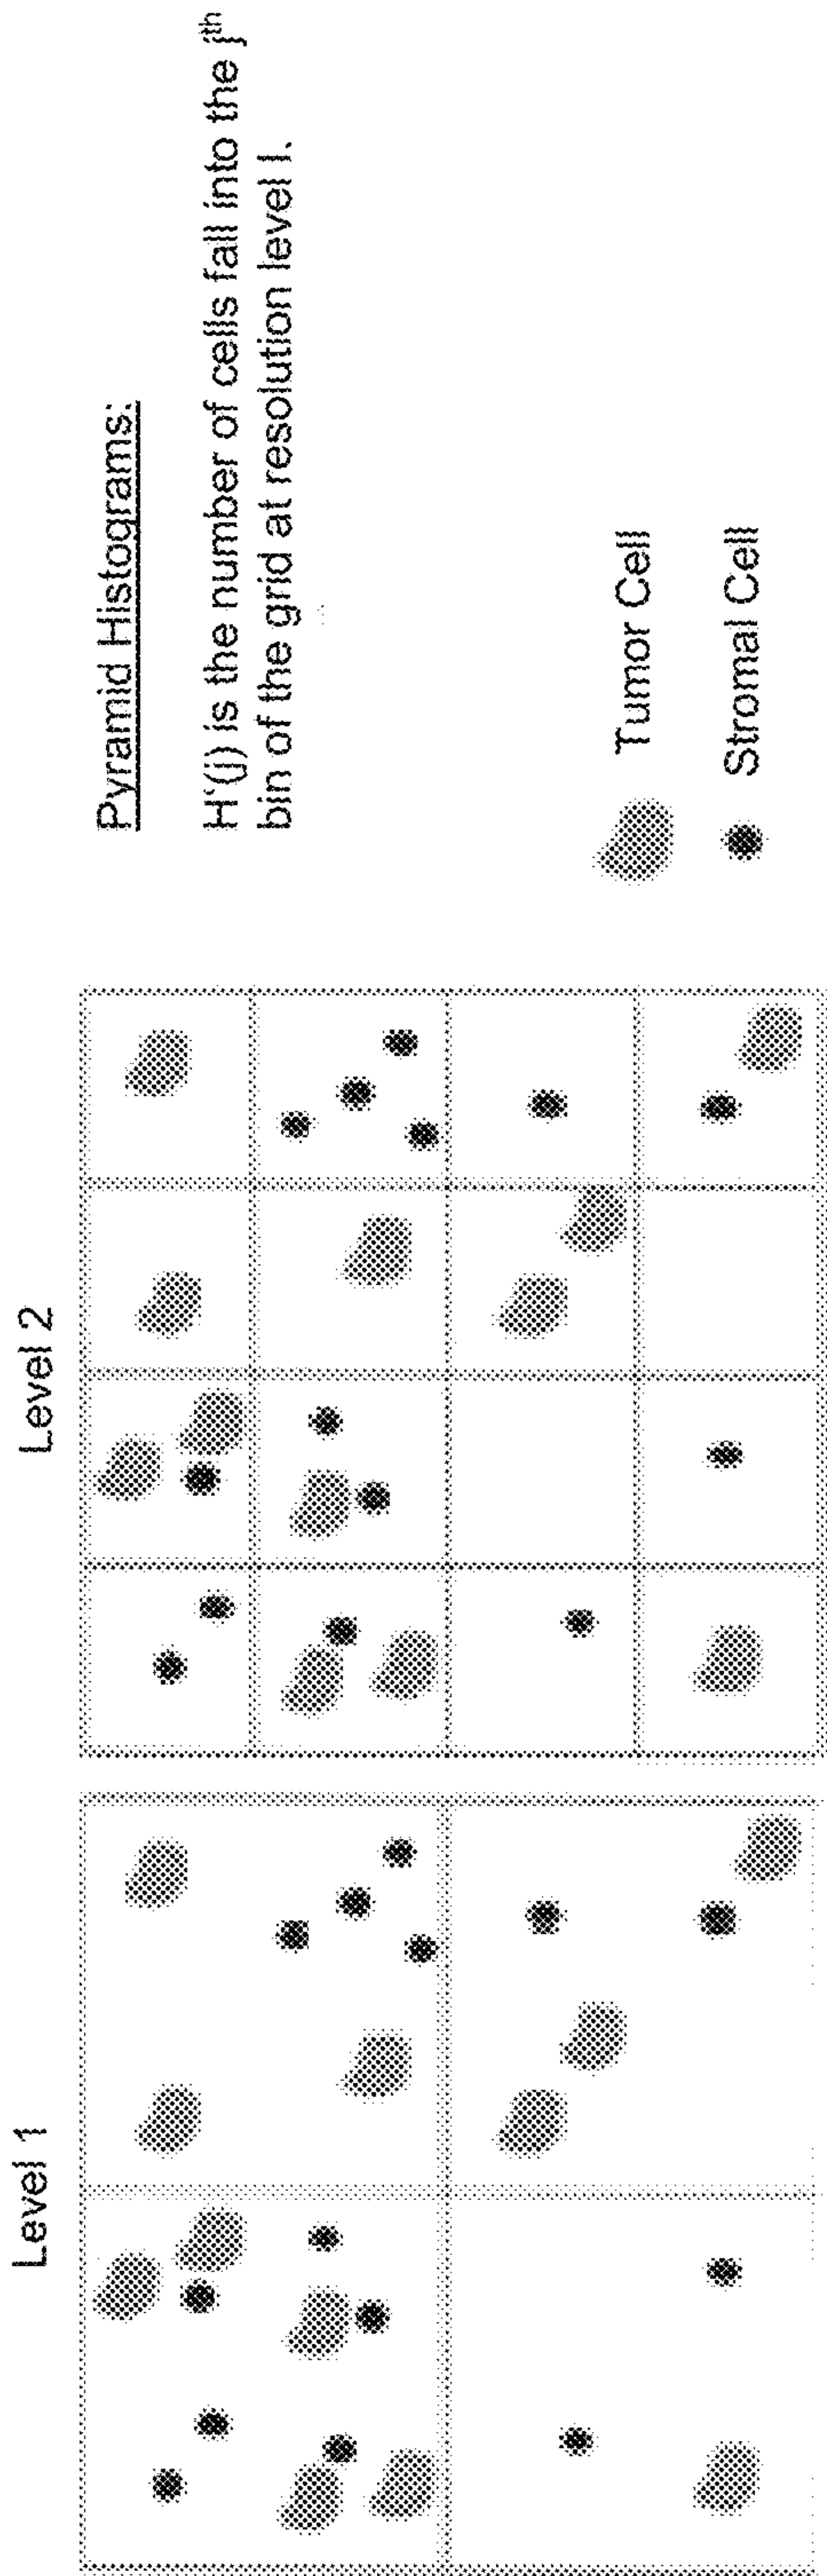 Level 1
Level 2
Pyramid Histograms:
H'(j) is the number of cells fall into the jth
bin of the grid at resolution level l.
Tumor Cell
Stromal Cell